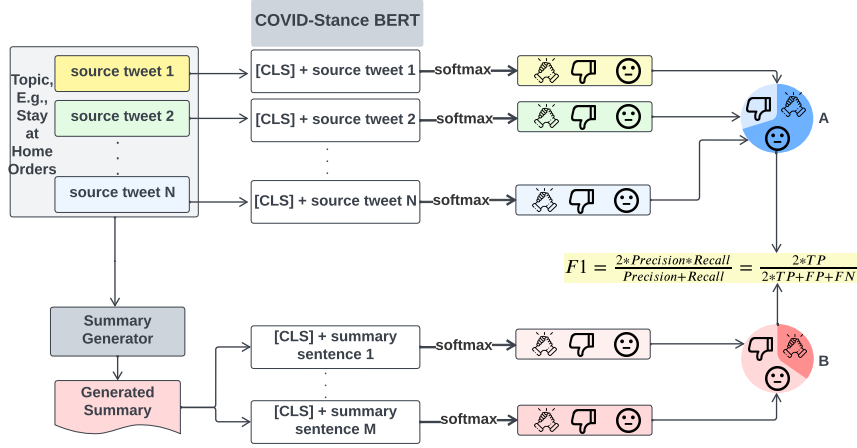 COVID-Stance BERT
Topic,
E.g.,
Stay
at
Home
Orders
source tweet 1
[CLS] + source tweet 1
softmax
source tweet 2
[CLS] + source tweet 2
softmax
A
source tweet N
[CLS] + source tweet N
softmax
F1 = \frac{2*Precision*Recall}{Precision+Recall} = \frac{2*TP}{2*TP+FP+FN}
Summary
Generator
[CLS] + summary
sentence 1
softmax
B
Generated
Summary
[CLS] + summary
sentence M
softmax